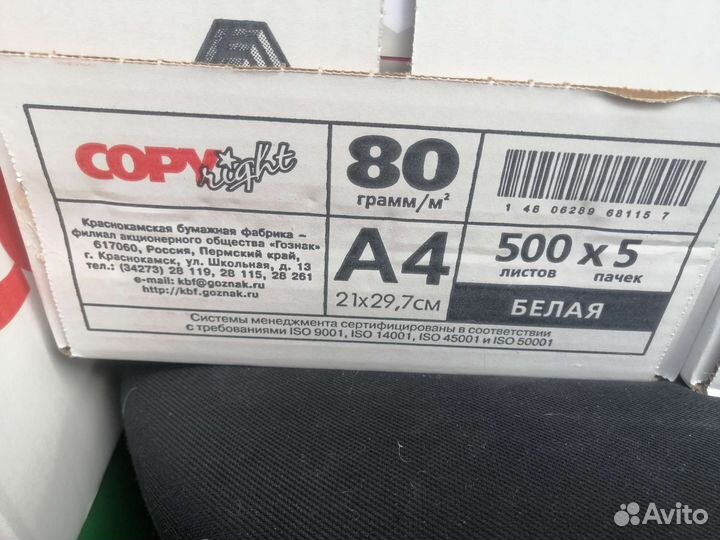 COPYright
80
грамм/м²
1 46 06289 68115 7
Краснокамская бумажная фабрика –
филиал акционерного общества «Гознак»
617060, Россия, Пермский край,
г. Краснокамск, ул. Школьная, д. 13
тел.: (34273) 28 119, 28 115, 28 261
e-mail: kbf@goznak.ru
http://kbf.goznak.ru
A4
21x29,7см
500 x 5
листов пачек
БЕЛАЯ
Системы менеджмента сертифицированы в соответствии
с требованиями ISO 9001, ISO 14001, ISO 45001 и ISO 50001
Avito